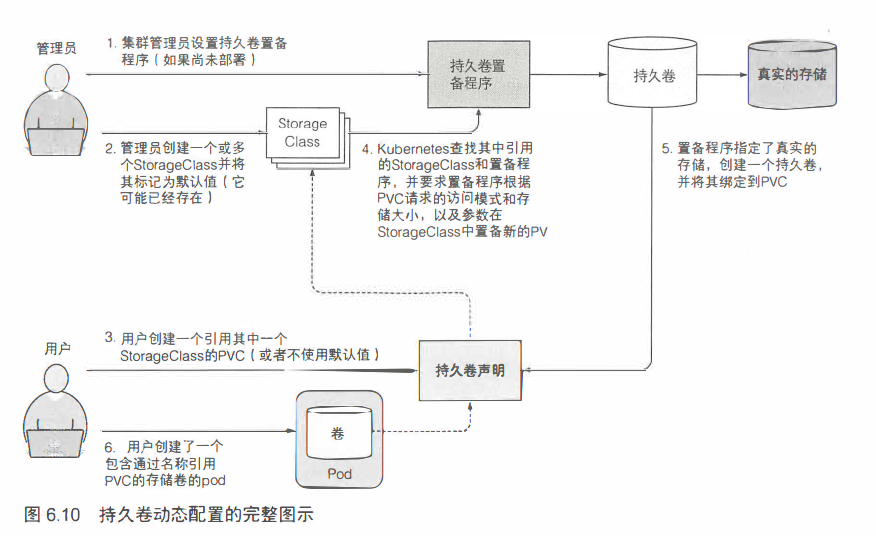 管理员
1. 集群管理员设置持久卷置备
程序（如果尚未部署）
持久卷置
备程序
持久卷
真实的存储
2. 管理员创建一个或多
个StorageClass并将
其标记为默认值（它
可能已经存在）
Storage
Class
4. Kubernetes查找其中引用
的StorageClass和置备程
序，并要求置备程序根据
PVC请求的访问模式和存
储大小，以及参数在
StorageClass中置备新的PV
5. 置备程序指定了真实的
存储，创建一个持久卷，
并将其绑定到PVC
用户
3. 用户创建一个引用其中一个
StorageClass的PVC（或者不使用默认值）
持久卷声明
6. 用户创建了一个
包含通过名称引用
PVC的存储卷的pod
卷
Pod
图 6.10 持久卷动态配置的完整图示